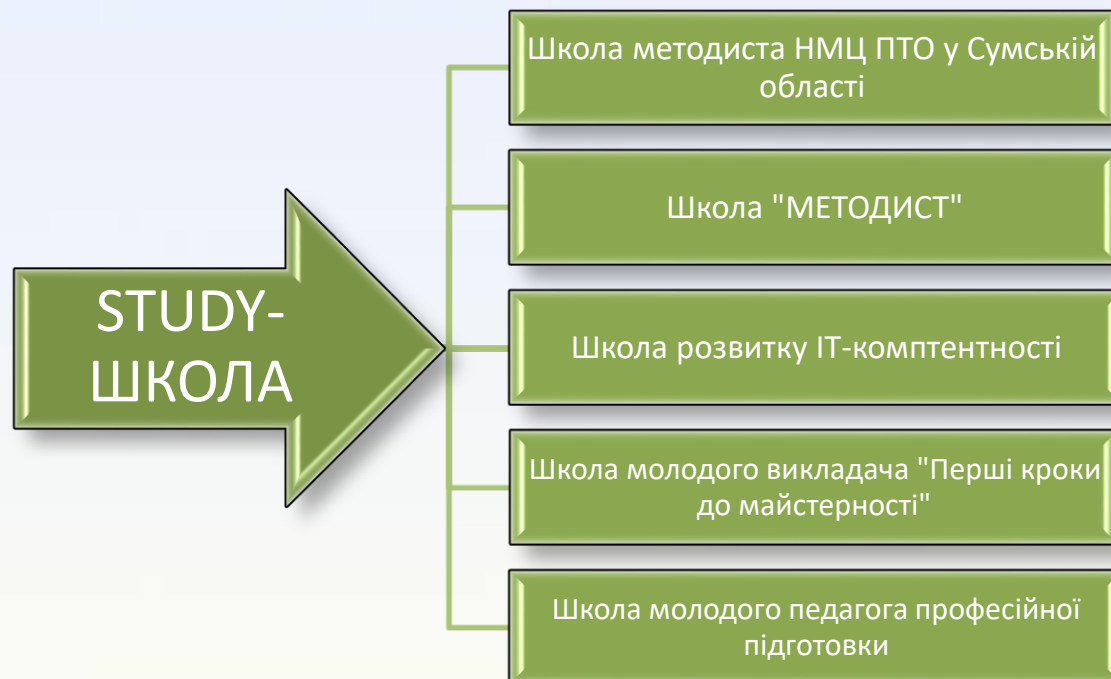 STUDY-
ШКОЛА
Школа методиста НМЦ ПТО у Сумській
області
Школа "МЕТОДИСТ"
Школа розвитку ІТ-комптентності
Школа молодого викладача "Перші кроки
до майстерності"
Школа молодого педагога професійної
підготовки